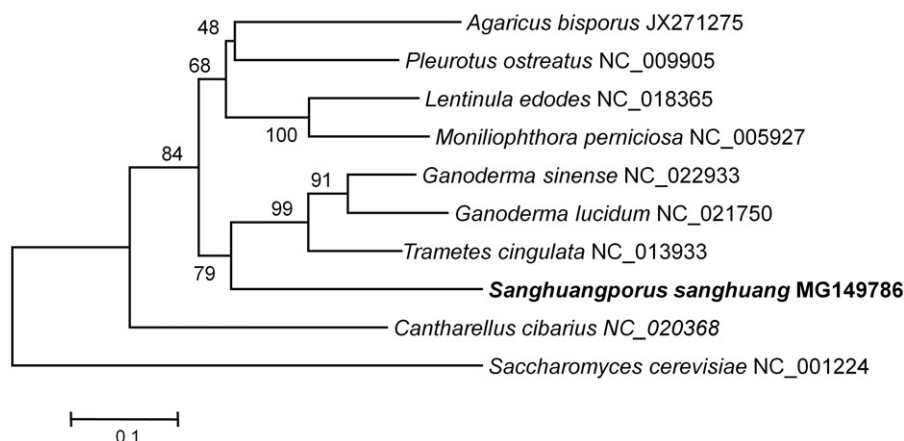 48
Agaricus bisporus JX271275
Pleurotus ostreatus NC_009905
68
Lentinula edodes NC_018365
100
Moniliophthora perniciosa NC_005927
84
91
Ganoderma sinense NC_022933
Ganoderma lucidum NC_021750
99
Trametes cingulata NC_013933
79
Sanghuangporus sanghuang MG149786
Cantharellus cibarius NC_020368
Saccharomyces cerevisiae NC_001224
0.1